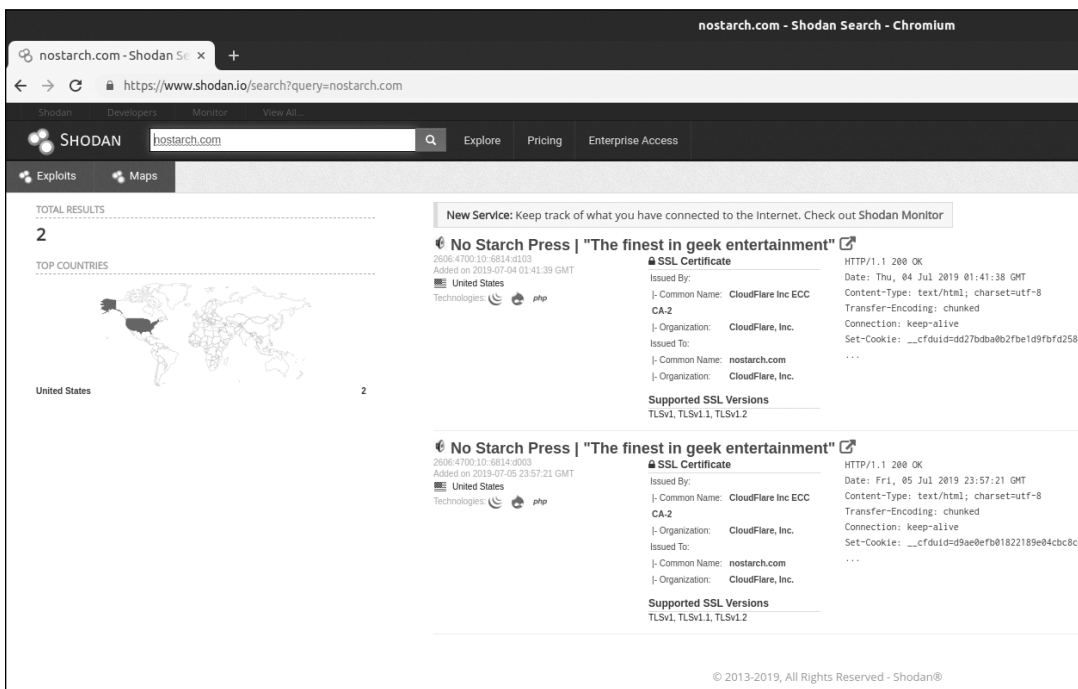 nostarch.com - Shodan Search - Chromium
nostarch.com - Shodan Se
https://www.shodan.io/search?query=nostarch.com
Shodan Developers Monitor View All...
SHODAN nostarch.com Explore Pricing Enterprise Access
Exploits Maps
TOTAL RESULTS
2
TOP COUNTRIES
United States 2
New Service: Keep track of what you have connected to the Internet. Check out Shodan Monitor
No Starch Press | "The finest in geek entertainment"
2606:4700:10::6814:d103
Added on 2019-07-04 01:41:39 GMT
United States
Technologies: php
SSL Certificate
Issued By:
|- Common Name: CloudFlare Inc ECC
CA-2
|- Organization: CloudFlare, Inc.
Issued To:
|- Common Name: nostarch.com
|- Organization: CloudFlare, Inc.
Supported SSL Versions
TLSv1, TLSv1.1, TLSv1.2
HTTP/1.1 200 OK
Date: Thu, 04 Jul 2019 01:41:38 GMT
Content-Type: text/html; charset=utf-8
Transfer-Encoding: chunked
Connection: keep-alive
Set-Cookie: __cfduid=dd27bdba0b2fbe1d9fbfd258
...
No Starch Press | "The finest in geek entertainment"
2606:4700:10::6814:d003
Added on 2019-07-05 23:57:21 GMT
United States
Technologies: php
SSL Certificate
Issued By:
|- Common Name: CloudFlare Inc ECC
CA-2
|- Organization: CloudFlare, Inc.
Issued To:
|- Common Name: nostarch.com
|- Organization: CloudFlare, Inc.
Supported SSL Versions
TLSv1, TLSv1.1, TLSv1.2
HTTP/1.1 200 OK
Date: Fri, 05 Jul 2019 23:57:21 GMT
Content-Type: text/html; charset=utf-8
Transfer-Encoding: chunked
Connection: keep-alive
Set-Cookie: __cfduid=d9ae0efb01822189e04cbc8c
...
© 2013-2019, All Rights Reserved - Shodan®